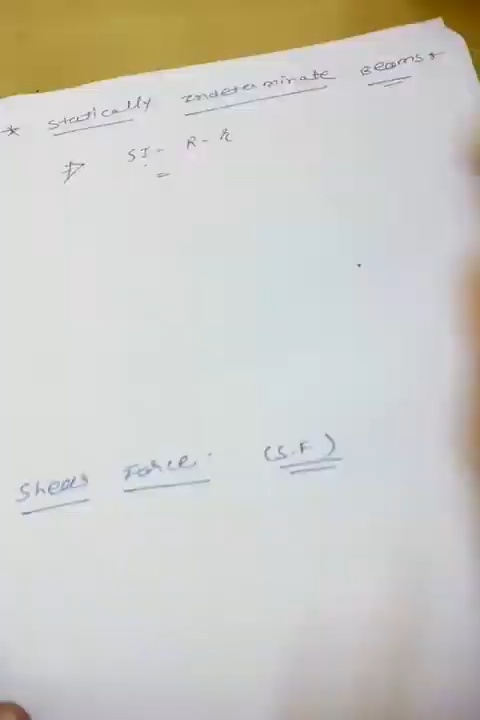 * Statically Indeterminate Beams :
⇒ SI = R - r
Shear Force. (S.F)